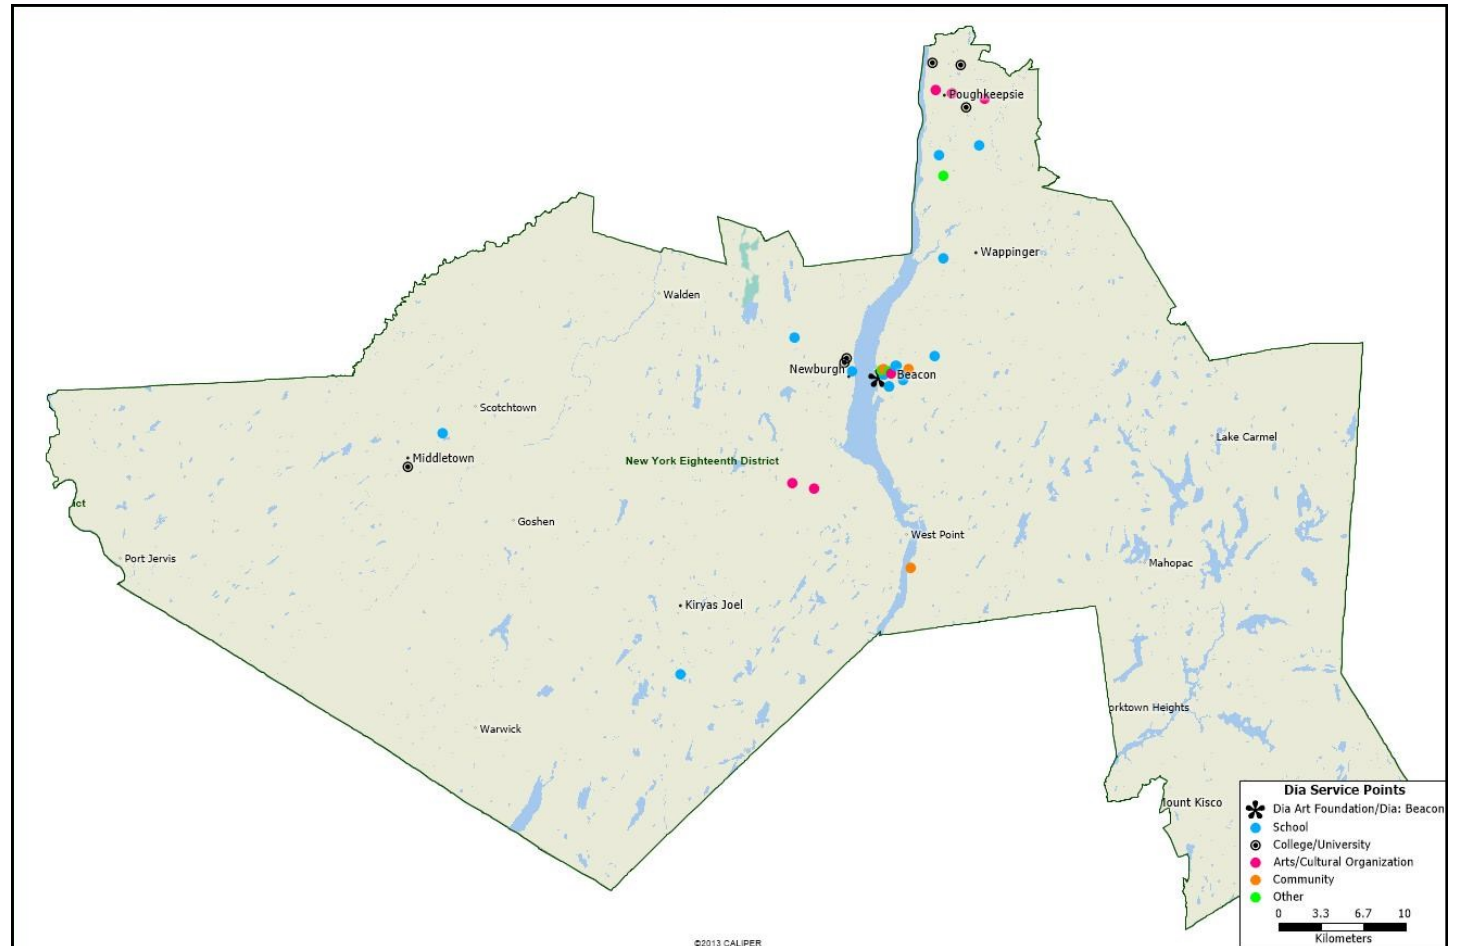 Poughkeepsie
Wappinger
Walden
Newburgh
Beacon
Scotchtown
Lake Carmel
Middletown
New York Eighteenth District
ict
Goshen
West Point
Port Jervis
Mahopac
Kiryas Joel
orktown Heights
Warwick
Mount Kisco
Dia Service Points
Dia Art Foundation/Dia: Beacon
School
College/University
Arts/Cultural Organization
Community
Other
0 3.3 6.7 10
Kilometers
©2013 CALIPER